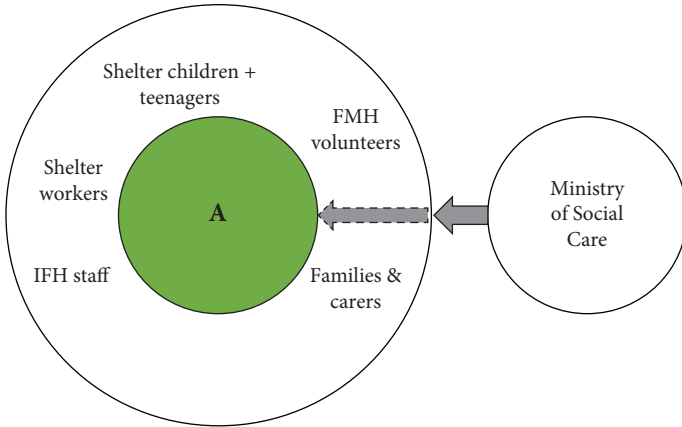 Shelter children +
teenagers
FMH
volunteers
Shelter
workers
A
Ministry
of Social
Care
IFH staff
Families &
carers